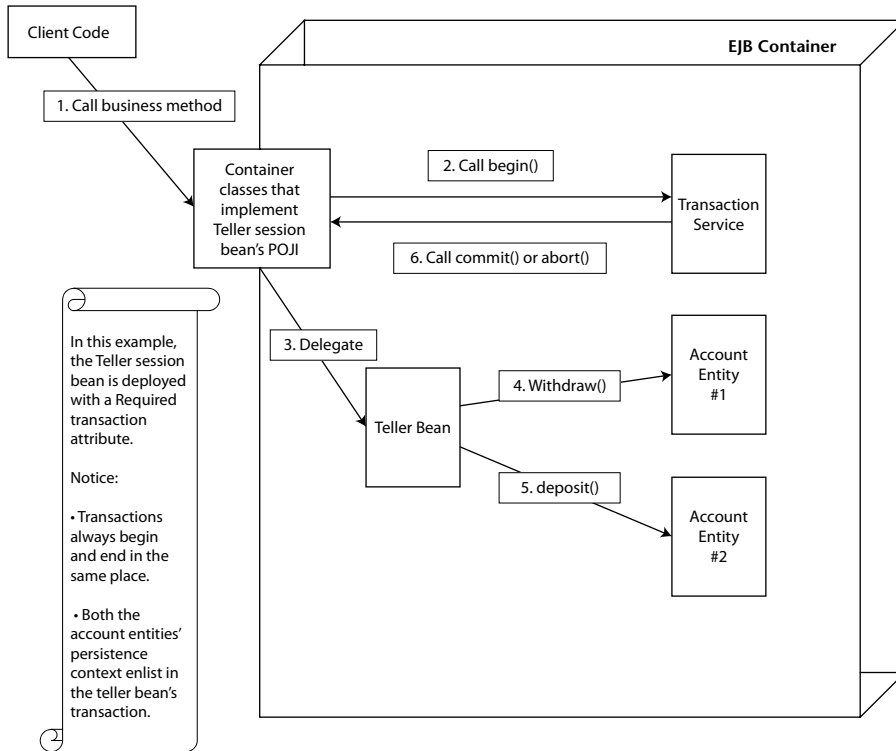 Client Code
EJB Container
1. Call business method
Container
classes that
implement
Teller session
bean's POJI
2. Call begin()
Transaction
Service
6. Call commit() or abort()
3. Delegate
Teller Bean
4. Withdraw()
Account
Entity
#1
5. deposit()
Account
Entity
#2
In this example,
the Teller session
bean is deployed
with a Required
transaction
attribute.
Notice:
• Transactions
always begin
and end in the
same place.
• Both the
account entities’
persistence
context enlist in
the teller bean’s
transaction.